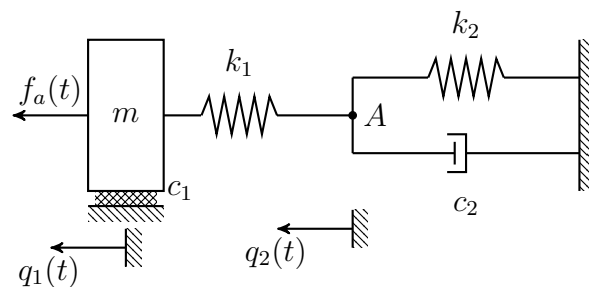 k₂
k₁
fₐ(t)
m
A
c₁
c₂
q₂(t)
q₁(t)